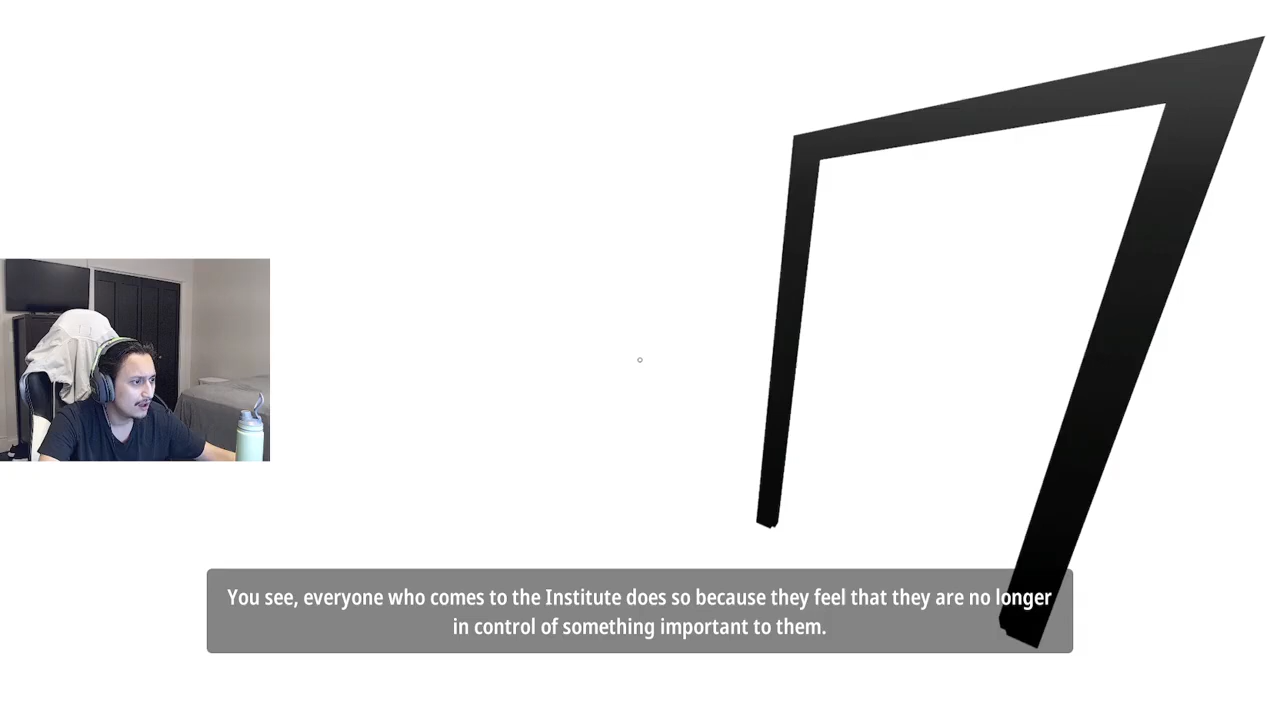 You see, everyone who comes to the Institute does so because they feel that they are no longer
in control of something important to them.